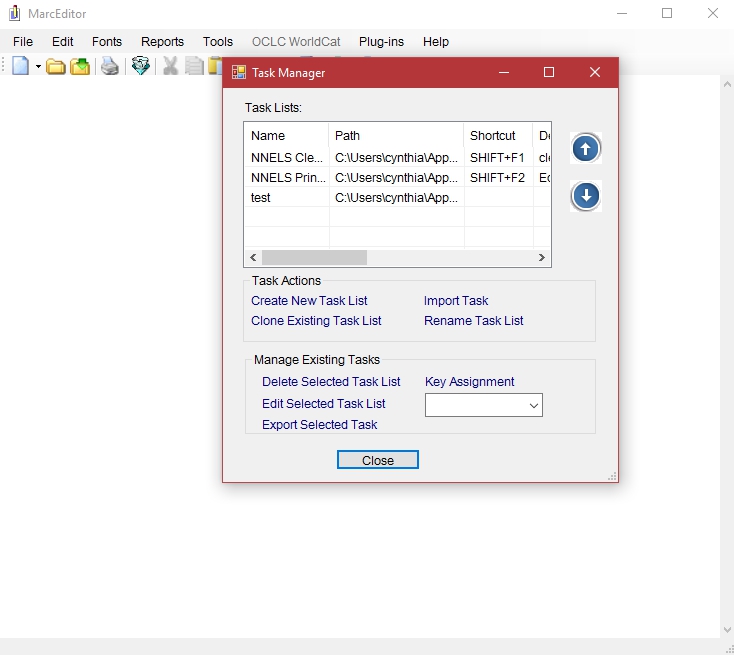 MarcEditor
File Edit Fonts Reports Tools OCLC WorldCat Plug-ins Help
Task Manager
Task Lists:
Name Path Shortcut
NNELS Cle... C:\Users\cynthia\App... SHIFT+F1
NNELS Prin... C:\Users\cynthia\App... SHIFT+F2
test C:\Users\cynthia\App...
Task Actions
Create New Task List Import Task
Clone Existing Task List Rename Task List
Manage Existing Tasks
Delete Selected Task List Key Assignment
Edit Selected Task List
Export Selected Task
Close